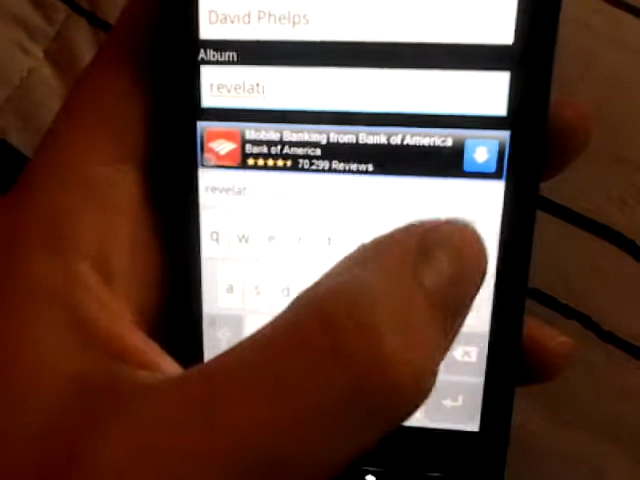 David Phelps
Album
revelati
Mobile Banking from Bank of America
Bank of America
70,299 Reviews
revelat
q w e r t
a s d